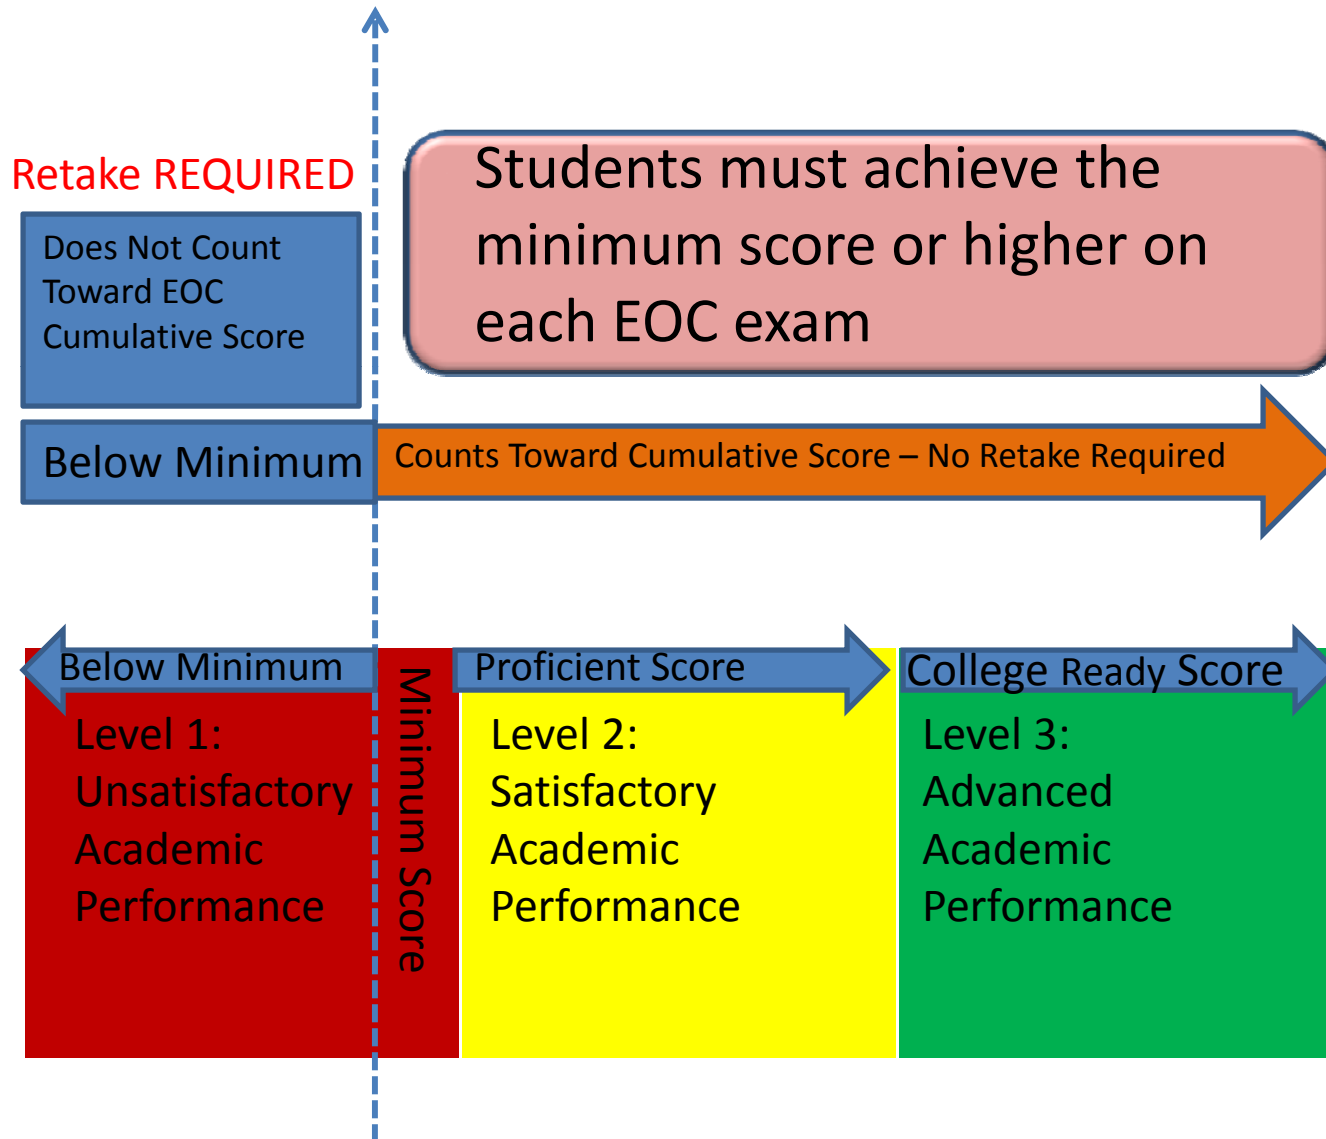 Retake REQUIRED
Does Not Count
Toward EOC
Cumulative Score
Students must achieve the
minimum score or higher on
each EOC exam
Below Minimum
Counts Toward Cumulative Score – No Retake Required
Below Minimum
Level 1:
Unsatisfactory
Academic
Performance
Minimum Score
Proficient Score
Level 2:
Satisfactory
Academic
Performance
College Ready Score
Level 3:
Advanced
Academic
Performance